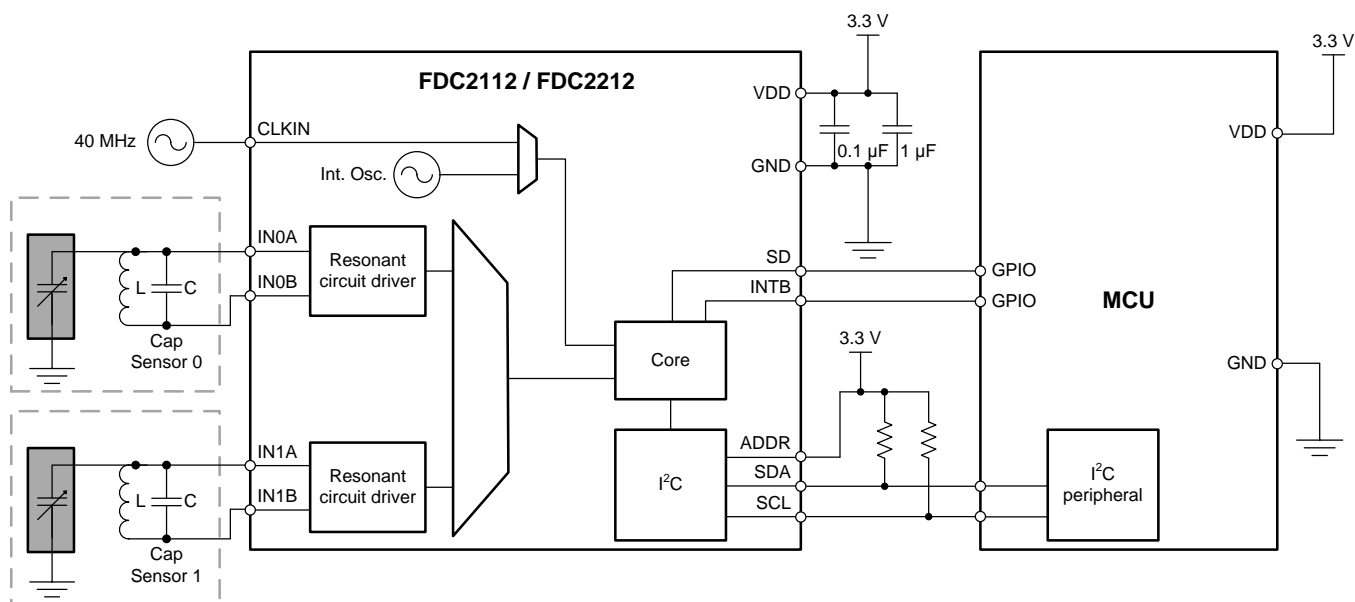 FDC2112 / FDC2212
MCU
3.3 V
3.3 V
VDD
GND
0.1 µF
1 µF
40 MHz
CLKIN
Int. Osc.
VDD
IN0A
IN0B
Resonant
circuit driver
L
C
Cap
Sensor 0
SD
INTB
GPIO
GPIO
Core
3.3 V
GND
IN1A
IN1B
Resonant
circuit driver
L
C
Cap
Sensor 1
I²C
ADDR
SDA
SCL
I²C
peripheral